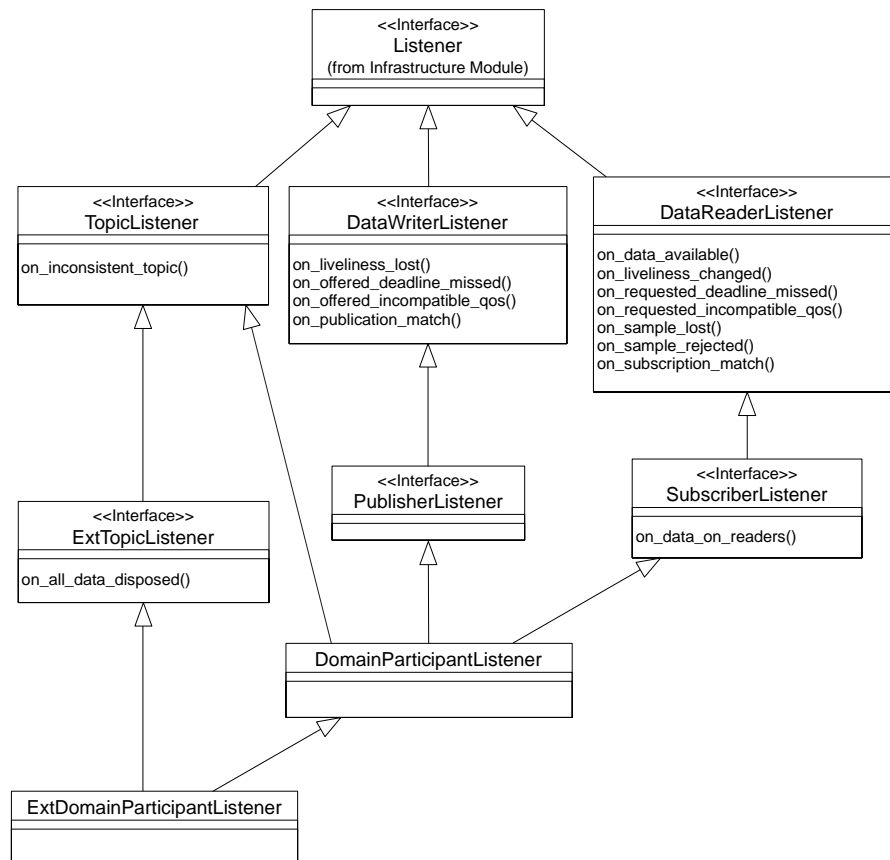 <<Interface>>
Listener
(from Infrastructure Module)
<<Interface>>
TopicListener
on_inconsistent_topic()
<<Interface>>
DataWriterListener
on_liveliness_lost()
on_offered_deadline_missed()
on_offered_incompatible_qos()
on_publication_match()
<<Interface>>
DataReaderListener
on_data_available()
on_liveliness_changed()
on_requested_deadline_missed()
on_requested_incompatible_qos()
on_sample_lost()
on_sample_rejected()
on_subscription_match()
<<Interface>>
ExtTopicListener
on_all_data_disposed()
<<Interface>>
PublisherListener
<<Interface>>
SubscriberListener
on_data_on_readers()
DomainParticipantListener
ExtDomainParticipantListener